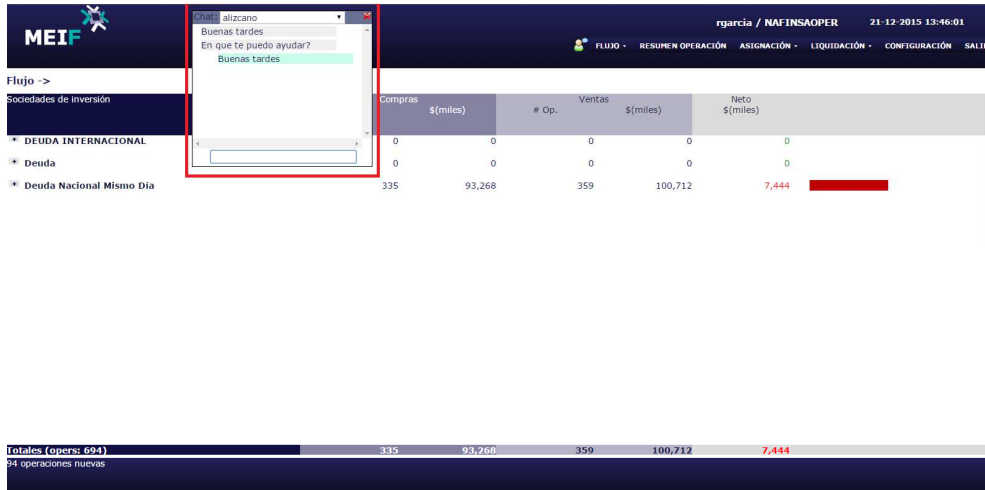 MEIF
rgarcia / NAFINSAOPER 21-12-2015 13:46:01
FLUJO RESUMEN OPERACIÓN ASIGNACIÓN LIQUIDACIÓN CONFIGURACIÓN
Chat: alizcano
Buenas tardes
En que te puedo ayudar?
Buenas tardes
Flujo ->
Sociedades de inversión Compras Ventas Neto
$(miles) # Op. $(miles) $(miles)
+ DEUDA INTERNACIONAL 0 0 0 0 0
+ Deuda 0 0 0 0 0
+ Deuda Nacional Mismo Día 335 93,268 359 100,712 7,444
Totales (opers: 694) 335 93,268 359 100,712 7,444
94 operaciones nuevas